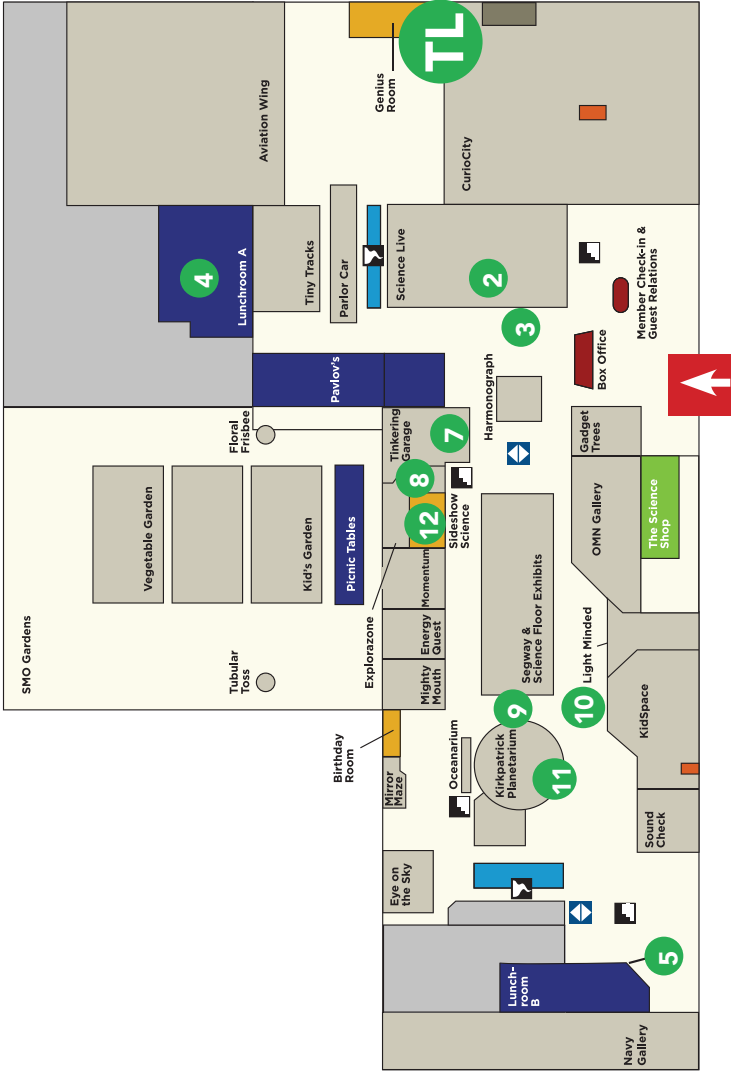 TL
Genius
Room
Aviation Wing
CurioCity
4
Lunchroom A
Tiny Tracks
Parlor Car
Science Live
2
3
Member Check-in &
Guest Relations
Box Office
Pavlov's
Harmonograph
Floral
Frisbee
Tinkering
Garage
7
Gadget
Trees
8
12
Sideshow
Science
Vegetable Garden
Kid's Garden
Picnic Tables
OMN Gallery
The Science
Shop
Momentum
Explorazone
Energy
Quest
Mighty
Mouth
Segway &
Science Floor Exhibits
Light Minded
SMO Gardens
Tubular
Toss
9
10
KidSpace
Birthday
Room
Oceanarium
Kirkpatrick
Planetarium
11
Mirror
Maze
Sound
Check
Eye on
the Sky
5
Lunch-
room
B
Navy
Gallery